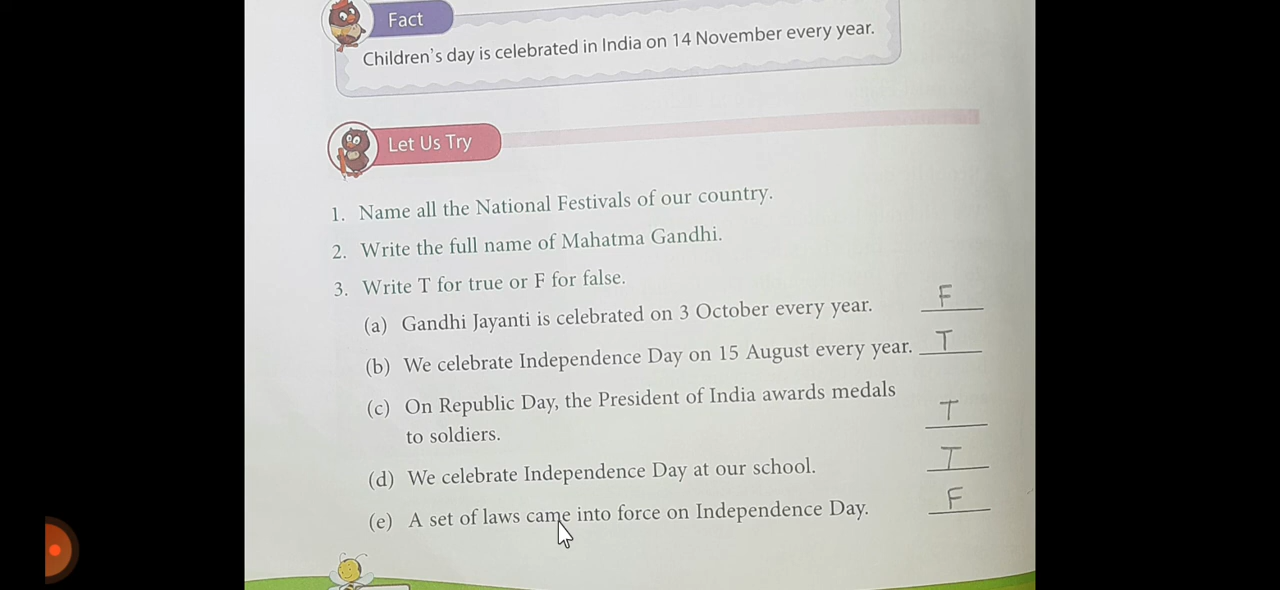 Fact
Children's day is celebrated in India on 14 November every year.
Let Us Try
1. Name all the National Festivals of our country.
2. Write the full name of Mahatma Gandhi.
3. Write T for true or F for false.
(a) Gandhi Jayanti is celebrated on 3 October every year. F
(b) We celebrate Independence Day on 15 August every year. T
(c) On Republic Day, the President of India awards medals
to soldiers. T
(d) We celebrate Independence Day at our school. T
(e) A set of laws came into force on Independence Day. F